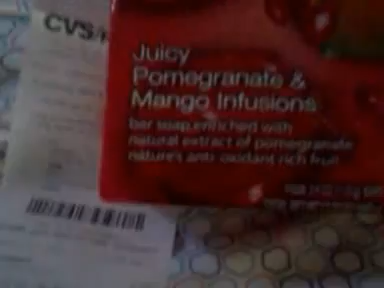 CVS/
Juicy
Pomegranate &
Mango Infusions
bar soap enriched with
natural extract of pomegranate
nature's anti-oxidant rich fruit